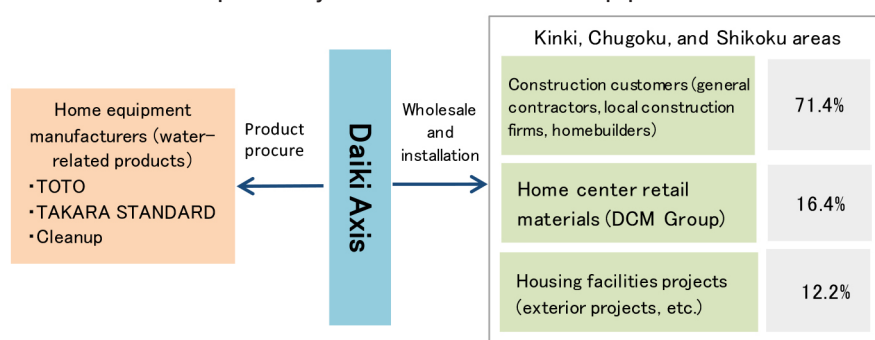 Kinki, Chugoku, and Shikoku areas
Home equipment
manufacturers (water-
related products)
・TOTO
・TAKARA STANDARD
・Cleanup
Product
procure
Daiki Axis
Wholesale
and
installation
Construction customers (general
contractors, local construction
firms, homebuilders)
71.4%
Home center retail
materials (DCM Group)
16.4%
Housing facilities projects
(exterior projects, etc.)
12.2%